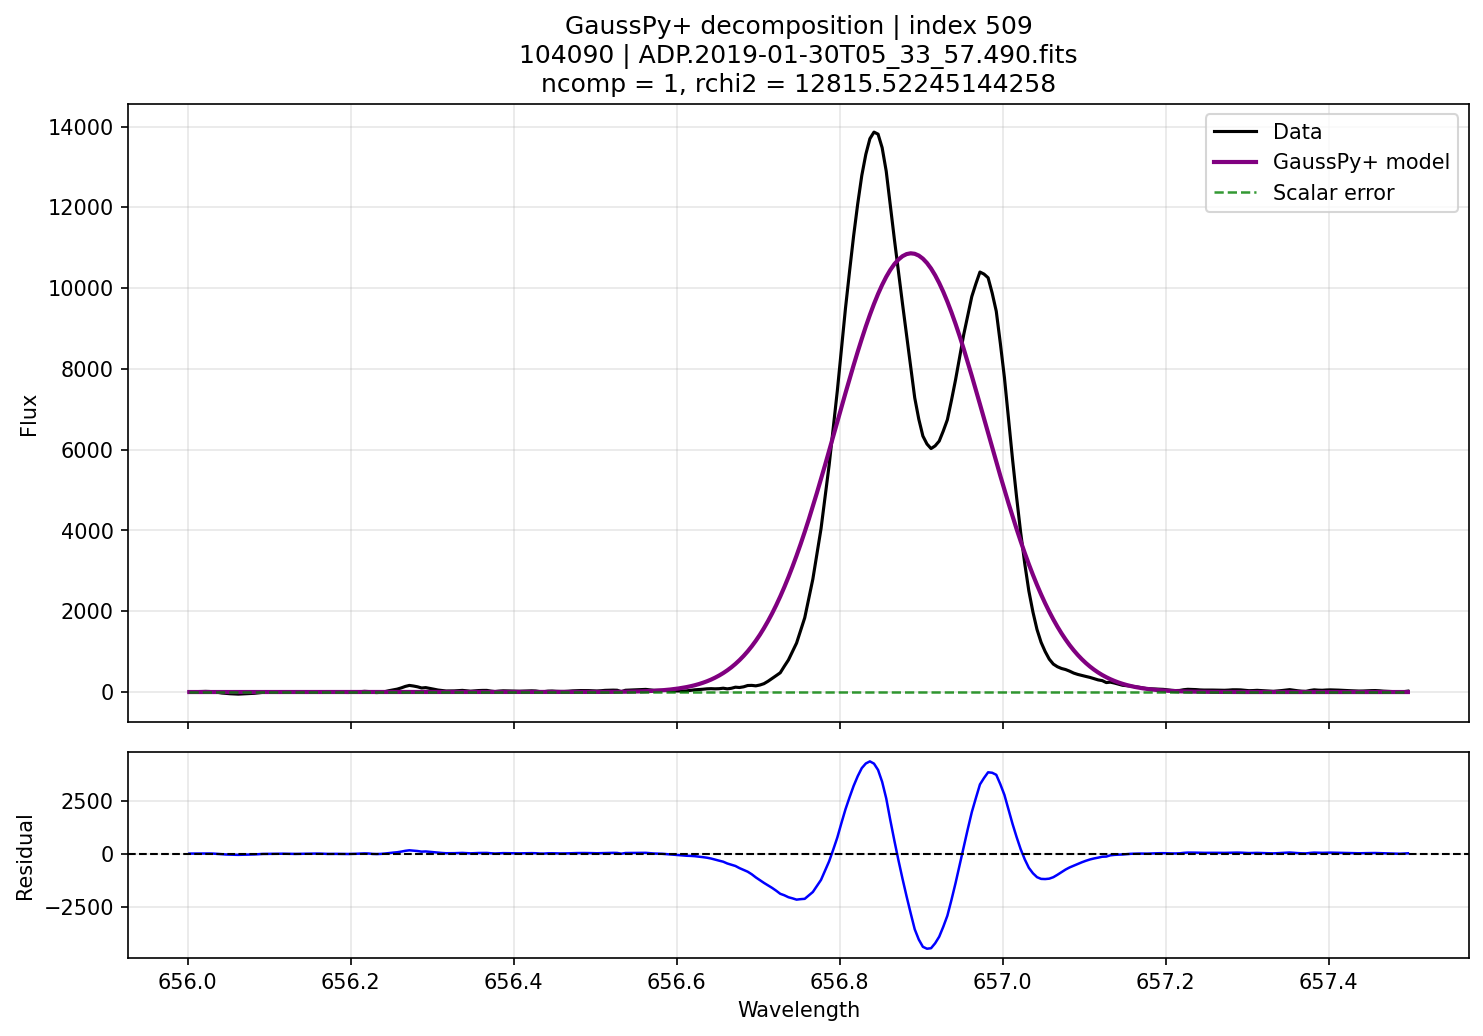 GaussPy+ decomposition | index 509
104090 | ADP.2019-01-30T05_33_57.490.fits
ncomp = 1, rchi2 = 12815.52245144258
14000
12000
10000
8000
6000
4000
2000
0
Flux
Data
GaussPy+ model
Scalar error
2500
0
−2500
Residual
656.0 656.2 656.4 656.6 656.8 657.0 657.2 657.4
Wavelength